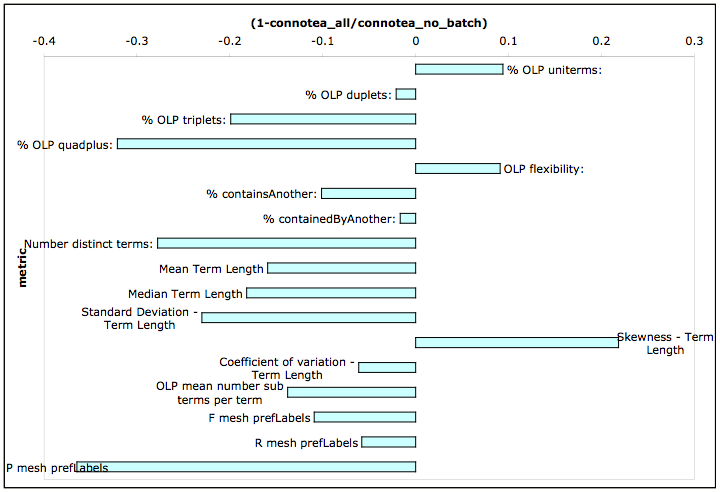 (1-connotea_all/connotea_no_batch)
-0.4 -0.3 -0.2 -0.1 0 0.1 0.2 0.3
% OLP uniterms:
% OLP duplets:
% OLP triplets:
% OLP quadplus:
OLP flexibility:
% containsAnother:
% containedByAnother:
Number distinct terms:
metric
Mean Term Length
Median Term Length
Standard Deviation -
Term Length
Skewness - Term
Length
Coefficient of variation -
Term Length
OLP mean number sub
terms per term
F mesh prefLabels
R mesh prefLabels
P mesh prefLabels